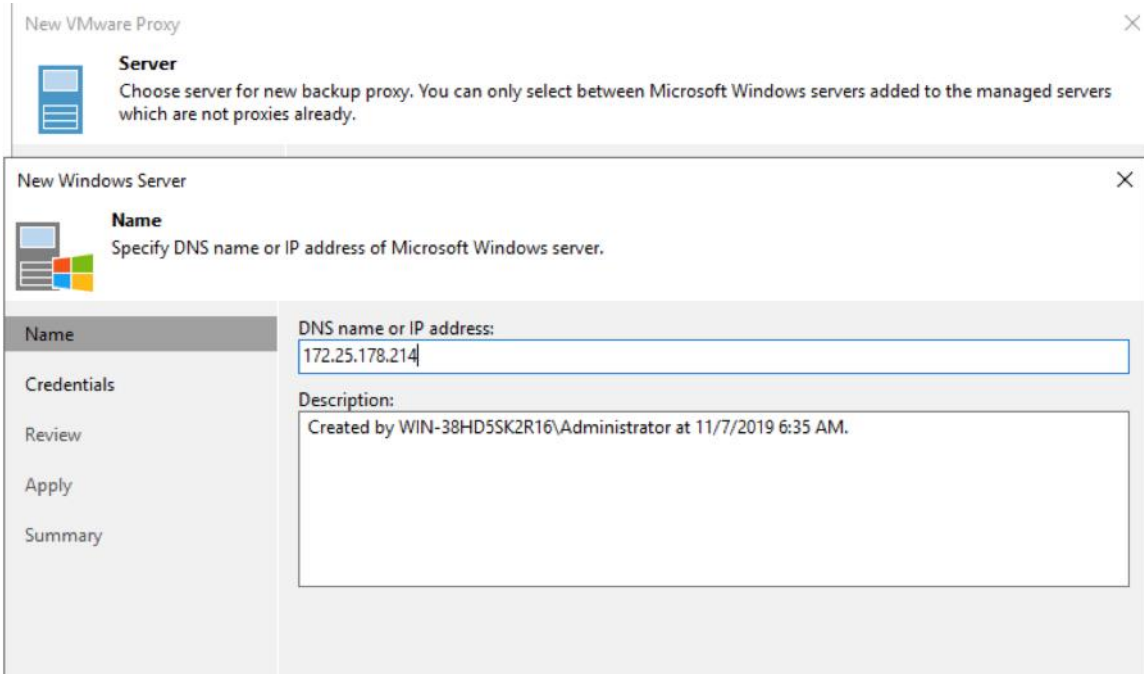 New VMware Proxy
Server
Choose server for new backup proxy. You can only select between Microsoft Windows servers added to the managed servers
which are not proxies already.
New Windows Server
Name
Specify DNS name or IP address of Microsoft Windows server.
Name
Credentials
Review
Apply
Summary
DNS name or IP address:
172.25.178.214
Description:
Created by WIN-38HD5SK2R16\Administrator at 11/7/2019 6:35 AM.